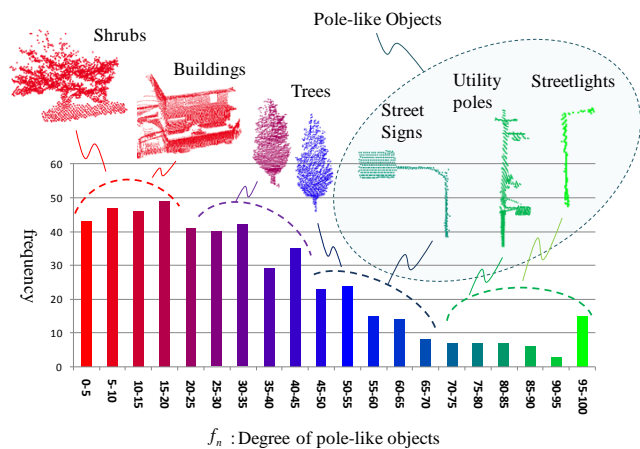 Pole-like Objects
Shrubs
Buildings
Trees
Street
Signs
Utility
poles
Streetlights
60
50
40
30
20
10
0
frequency
0-5
5-10
10-15
15-20
20-25
25-30
30-35
35-40
40-45
45-50
50-55
55-60
60-65
65-70
70-75
75-80
80-85
85-90
90-95
95-100
fn : Degree of pole-like objects